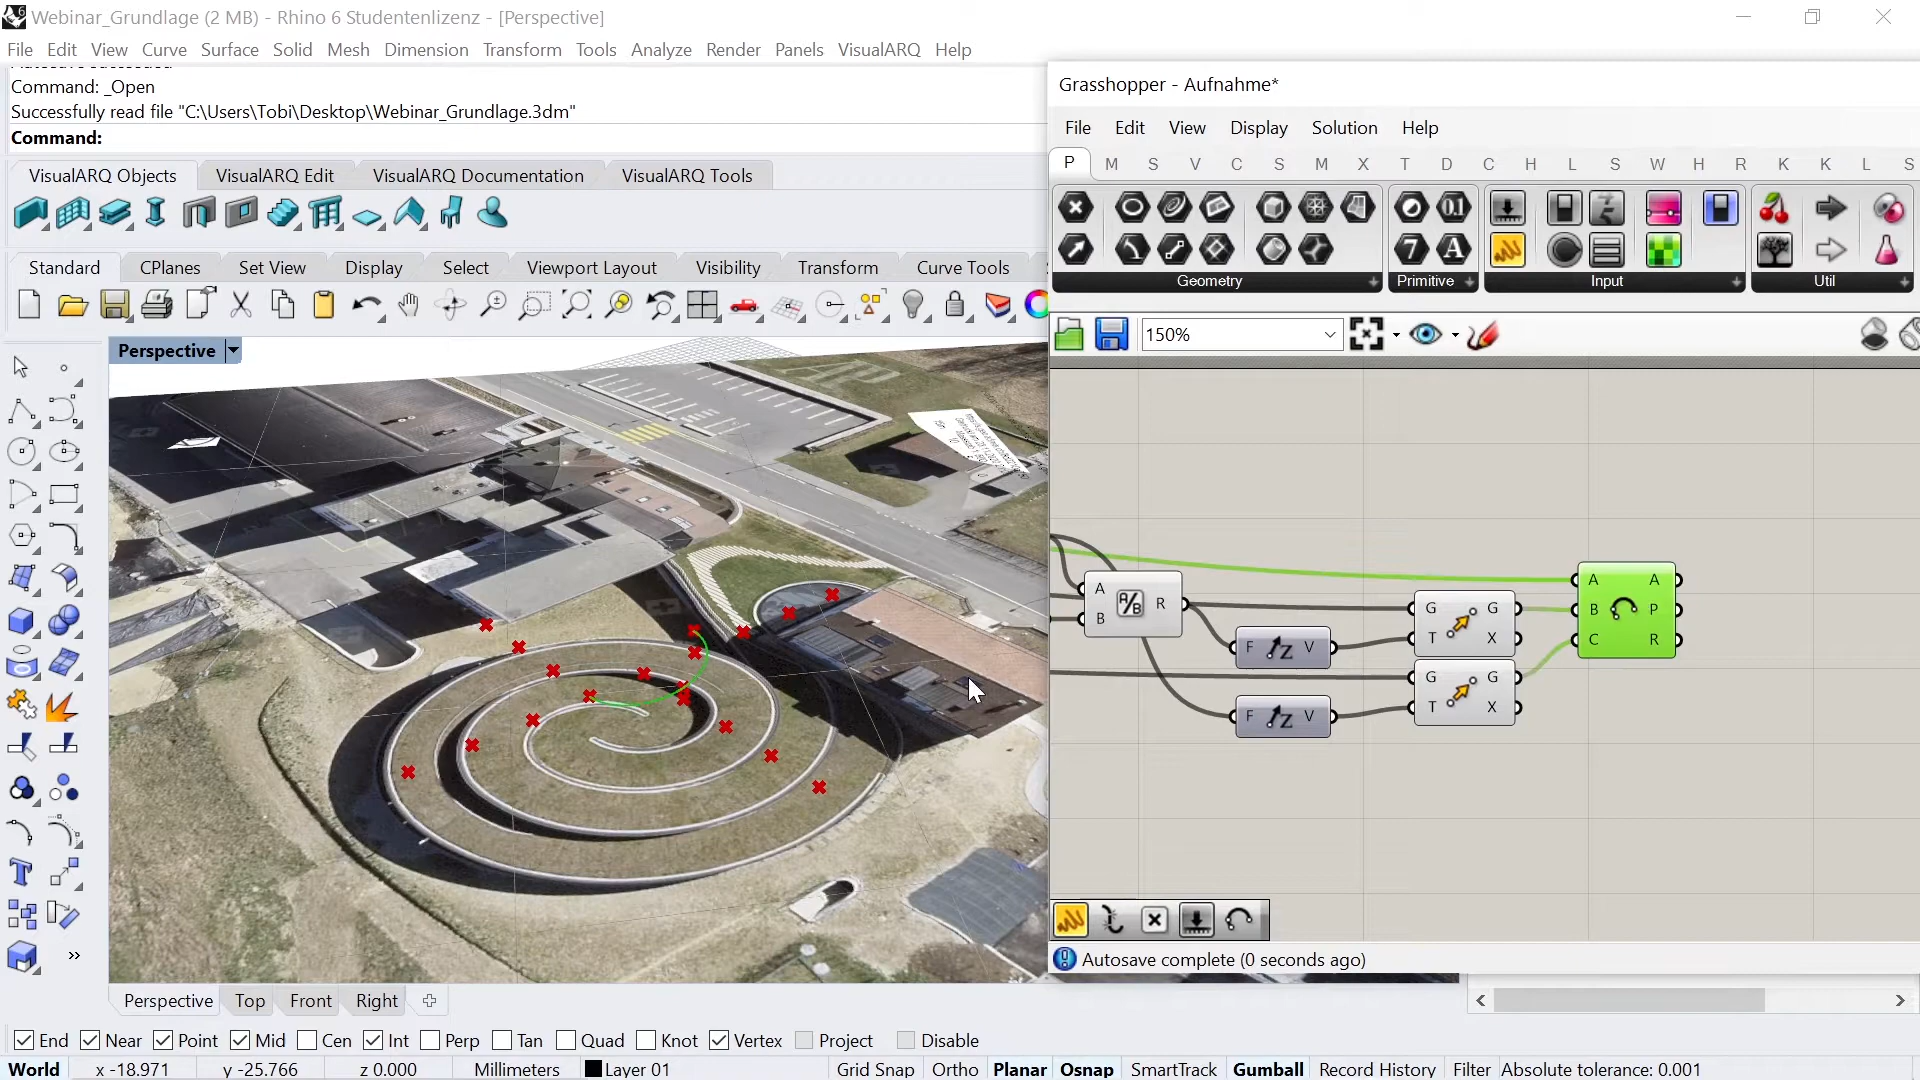 Webinar_Grundlage (2 MB) - Rhino 6 Studentenlizenz - [Perspective]
File Edit View Curve Surface Solid Mesh Dimension Transform Tools Analyze Render Panels VisualARQ Help
Command: _Open
Successfully read file "C:\Users\Tobi\Desktop\Webinar_Grundlage.3dm"
Command:
VisualARQ Objects VisualARQ Edit VisualARQ Documentation VisualARQ Tools
Standard CPlanes Set View Display Select Viewport Layout Visibility Transform Curve Tools
Perspective
Grasshopper - Aufnahme*
File Edit View Display Solution Help
P M S V C S M X T D C H L S W H R K K L S
0.1
7 A
Geometry Primitive Input Util
150%
A B A/B R
F Z V
F Z V
G T G X
G T G X
A B C A P R
Autosave complete (0 seconds ago)
Perspective Top Front Right
End Near Point Mid Cen Int Perp Tan Quad Knot Vertex Project Disable
World x -18.971 y -25.766 z 0.000 Millimeters Layer 01 Grid Snap Ortho Planar Osnap SmartTrack Gumball Record History Filter Absolute tolerance: 0.001